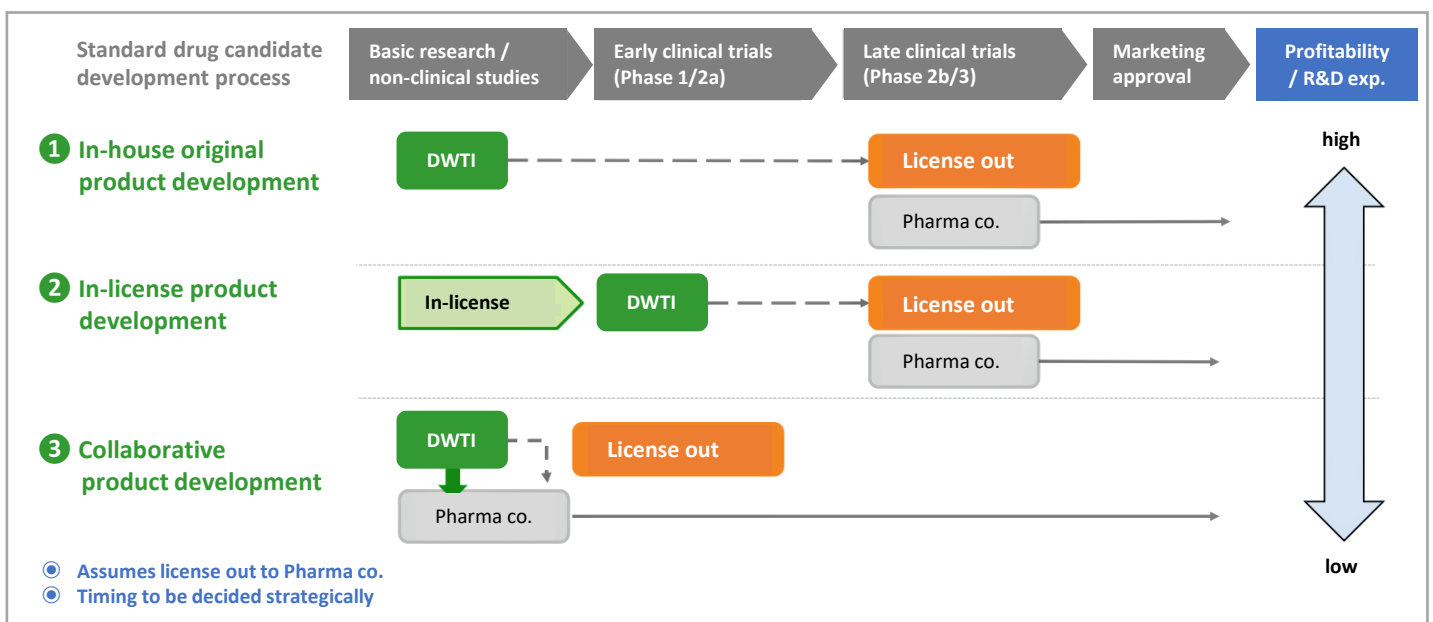 Standard drug candidate
development process
Basic research /
non-clinical studies
Early clinical trials
(Phase 1/2a)
Late clinical trials
(Phase 2b/3)
Marketing
approval
Profitability
/ R&D exp.
❶ In-house original
product development
DWTI
License out
Pharma co.
high
❷ In-license product
development
In-license
DWTI
License out
Pharma co.
❸ Collaborative
product development
DWTI
License out
Pharma co.
low
◉ Assumes license out to Pharma co.
◉ Timing to be decided strategically